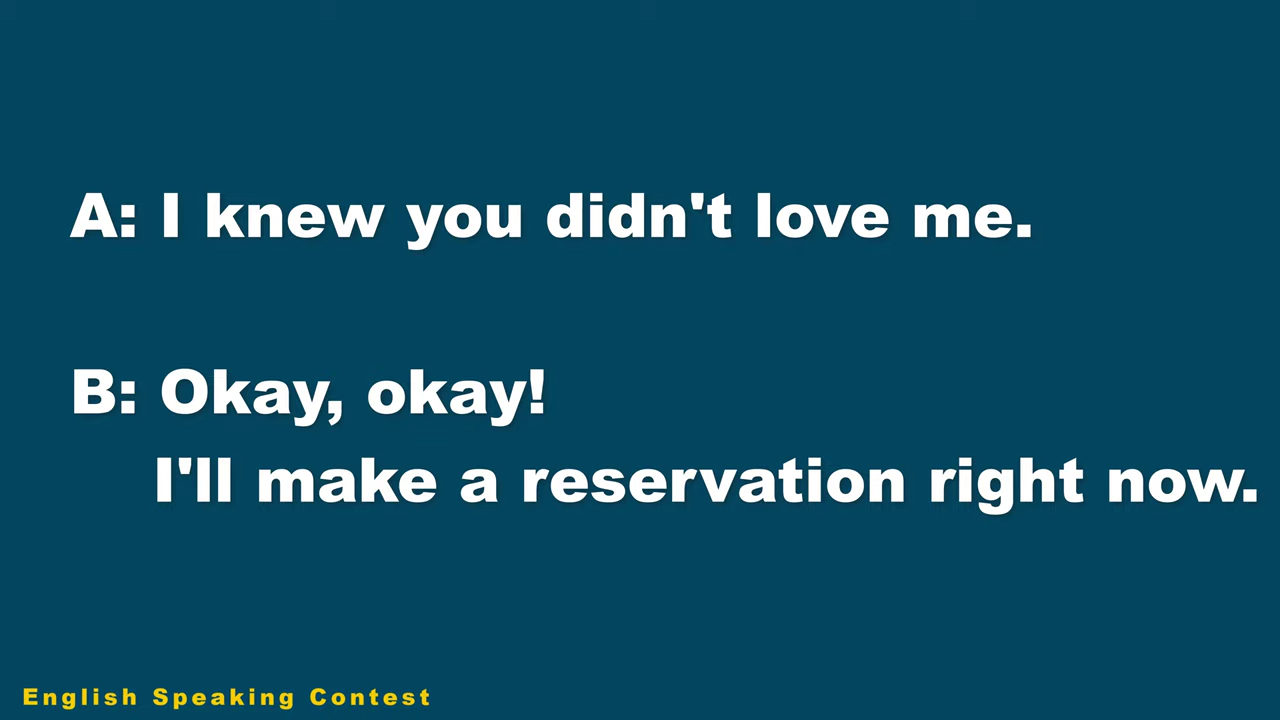 A: I knew you didn't love me.
B: Okay, okay!
I'll make a reservation right now.
English Speaking Contest